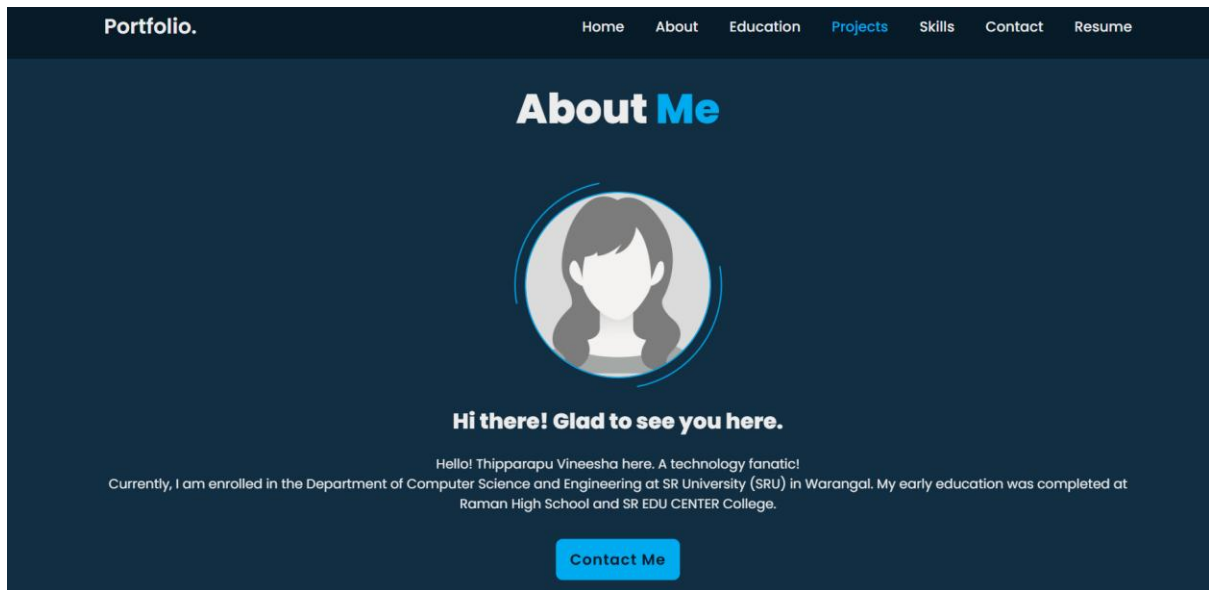 Portfolio.
Home About Education Projects Skills Contact Resume
About Me
Hi there! Glad to see you here.
Hello! Thipparapu Vineesha here. A technology fanatic!
Currently, I am enrolled in the Department of Computer Science and Engineering at SR University (SRU) in Warangal. My early education was completed at
Raman High School and SR EDU CENTER College.
Contact Me